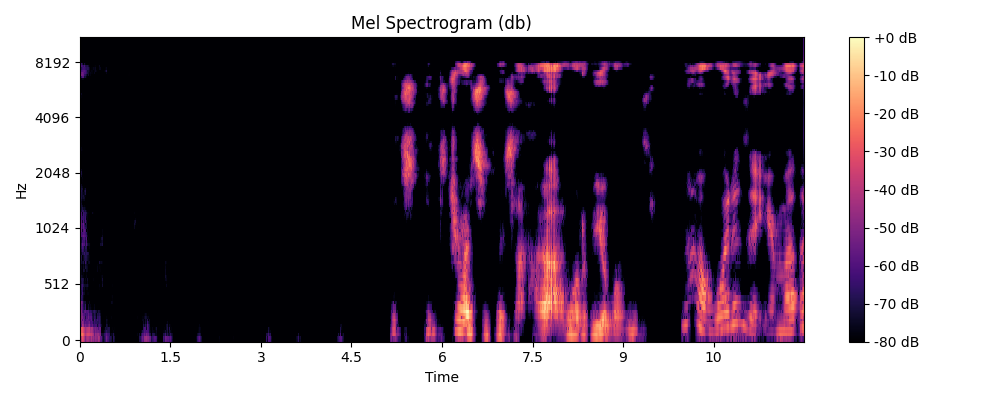 Mel Spectrogram (db)
8192
4096
2048
1024
512
0
Hz
0 1.5 3 4.5 6 7.5 9 10
Time
+0 dB
-10 dB
-20 dB
-30 dB
-40 dB
-50 dB
-60 dB
-70 dB
-80 dB